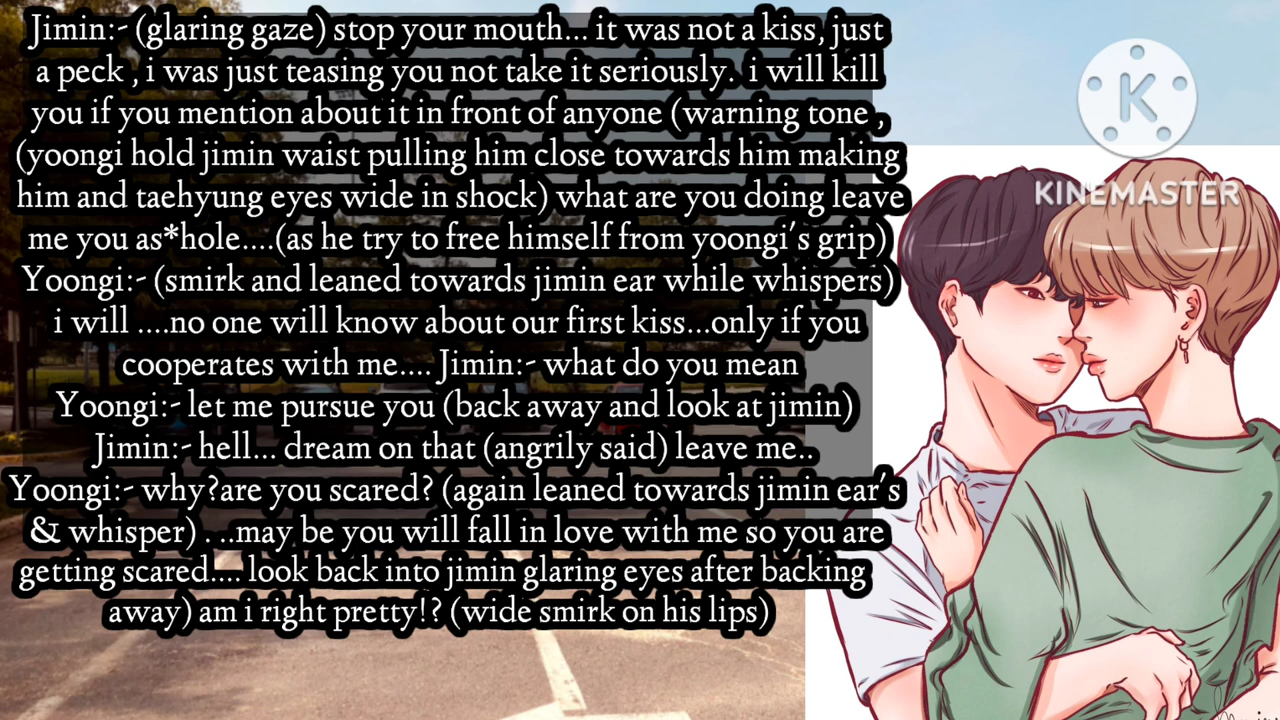 Jimin:- (glaring gaze) stop your mouth... it was not a kiss, just
a peck , i was just teasing you not take it seriously. i will kill
you if you mention about it in front of anyone (warning tone ,
(yoongi hold jimin waist pulling him close towards him making
him and taehyung eyes wide in shock) what are you doing leave
me you as*hole....(as he try to free himself from yoongi's grip)
Yoongi:- (smirk and leaned towards jimin ear while whispers)
i will ....no one will know about our first kiss...only if you
cooperates with me.... Jimin:- what do you mean
Yoongi:- let me pursue you (back away and look at jimin)
Jimin:- hell... dream on that (angrily said) leave me..
Yoongi:- why?are you scared? (again leaned towards jimin ear's
& whisper) . ..may be you will fall in love with me so you are
getting scared.... look back into jimin glaring eyes after backing
away) am i right pretty!? (wide smirk on his lips)
K
KINEMASTER